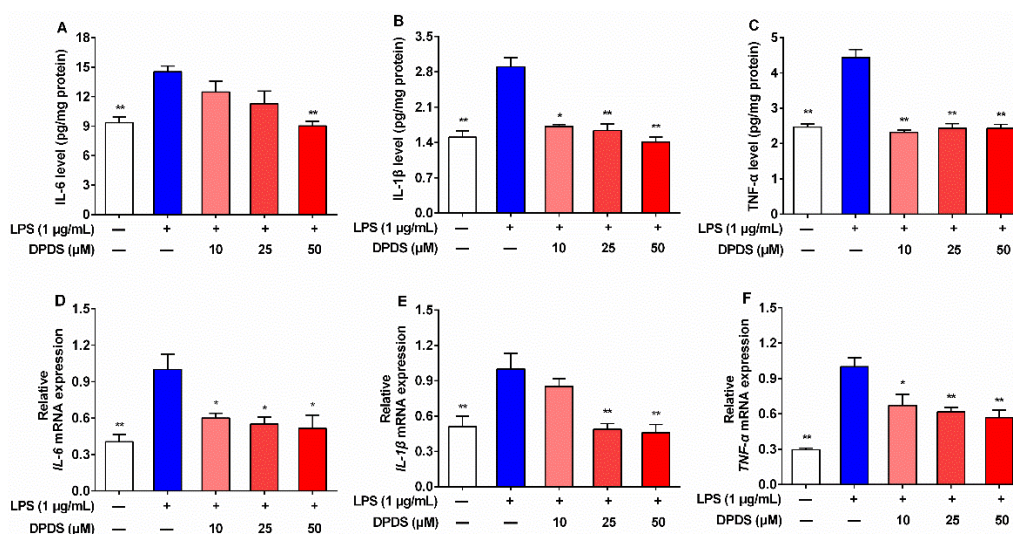 A
IL-6 level (pg/mg protein)
18
15
12
9
6
3
0
**
**
LPS (1 µg/mL) — + + + +
DPDS (µM) — — 10 25 50
B
IL-1β level (pg/mg protein)
3.5
2.8
2.1
1.4
0.7
0.0
**
*
**
**
LPS (1 µg/mL) — + + + +
DPDS (µM) — — 10 25 50
C
TNF-α level (pg/mg protein)
5
4
3
2
1
0
**
**
**
**
LPS (1 µg/mL) — + + + +
DPDS (µM) — — 10 25 50
D
Relative
IL-6 mRNA expression
1.5
1.2
0.9
0.6
0.3
0.0
**
*
*
*
LPS (1 µg/mL) — + + + +
DPDS (µM) — — 10 25 50
E
Relative
IL-1β mRNA expression
1.5
1.2
0.9
0.6
0.3
0.0
**
**
**
LPS (1 µg/mL) — + + + +
DPDS (µM) — — 10 25 50
F
Relative
TNF-α mRNA expression
1.5
1.2
0.9
0.6
0.3
0.0
**
*
**
**
LPS (1 µg/mL) — + + + +
DPDS (µM) — — 10 25 50